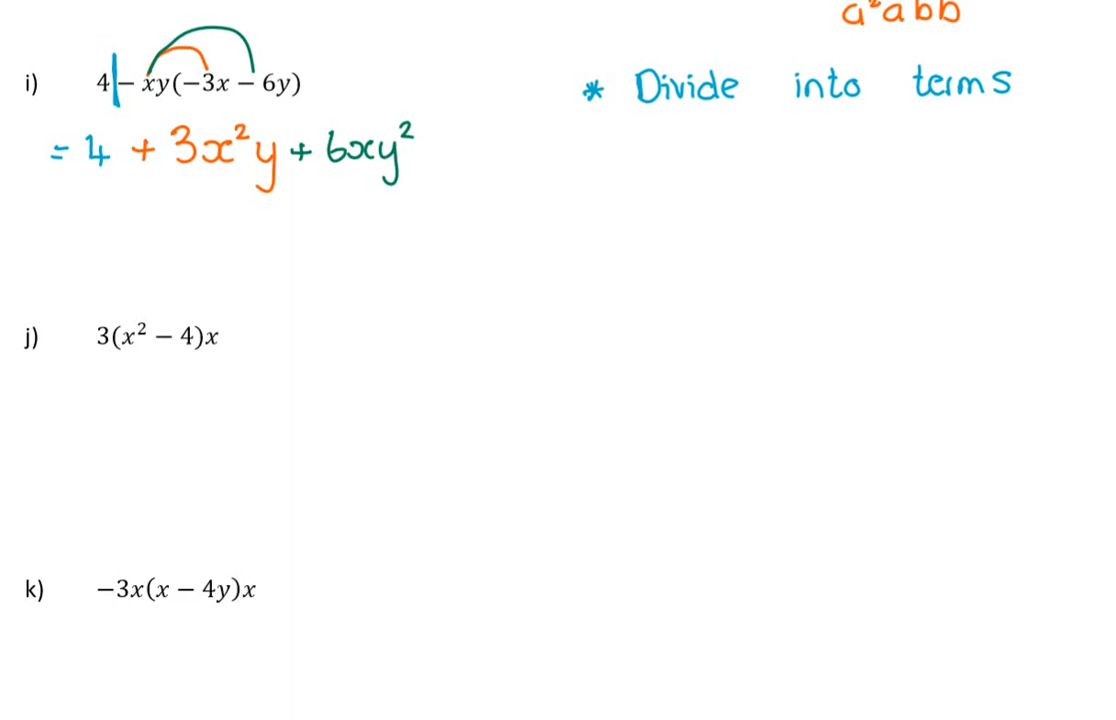 a²abb
i) 4 − xy(−3x − 6y)
* Divide into terms
= 4 + 3x²y + 6xy²
j) 3(x² − 4)x
k) −3x(x − 4y)x